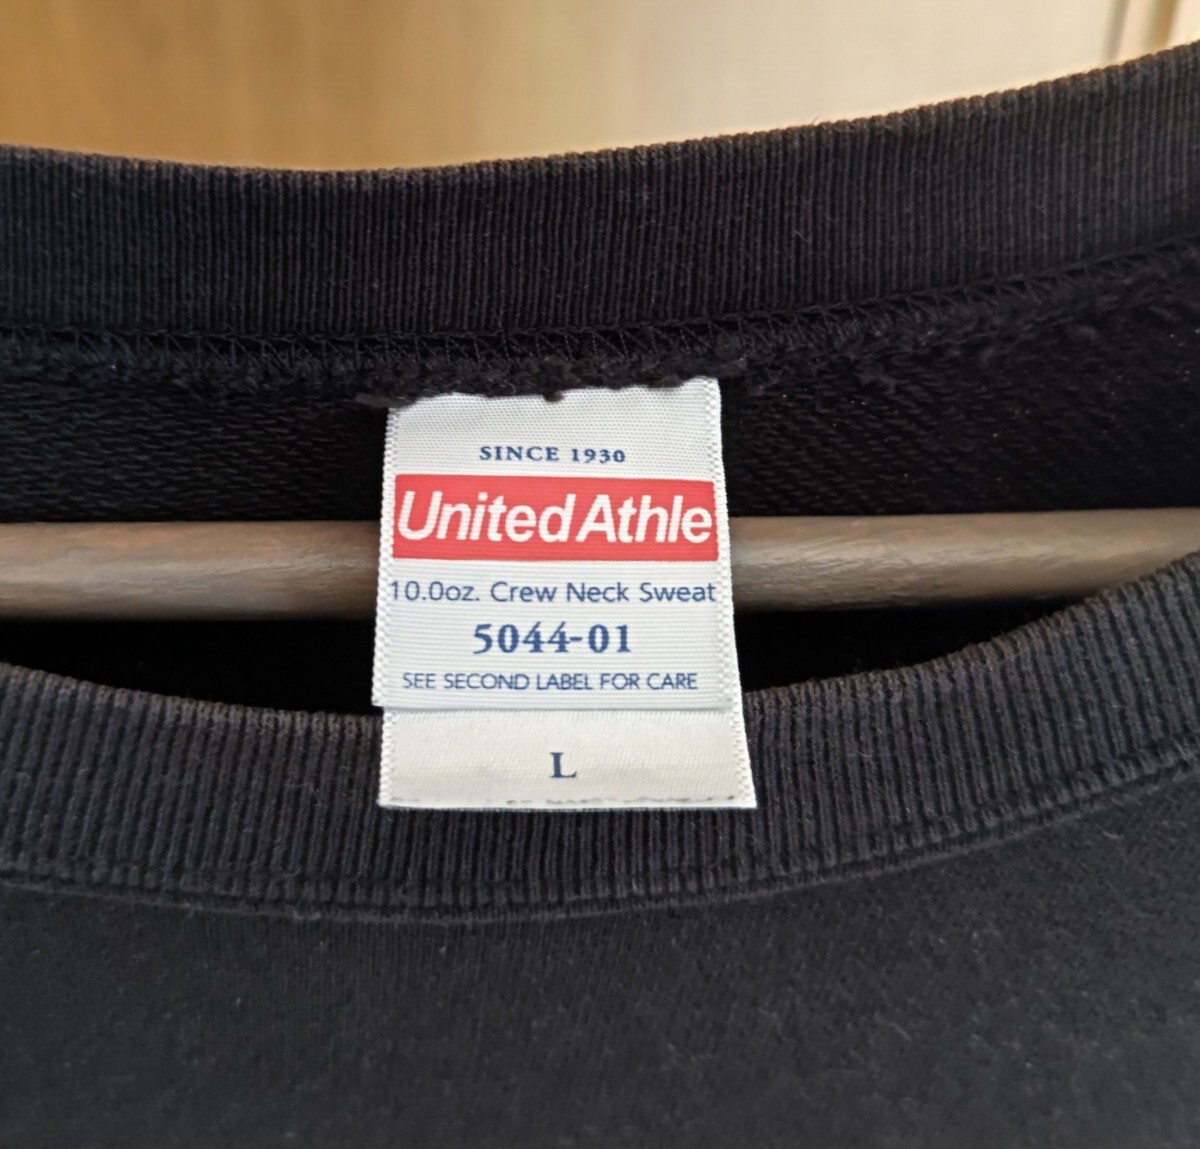 SINCE 1930
United Athle
10.0oz. Crew Neck Sweat
5044-01
SEE SECOND LABEL FOR CARE
L